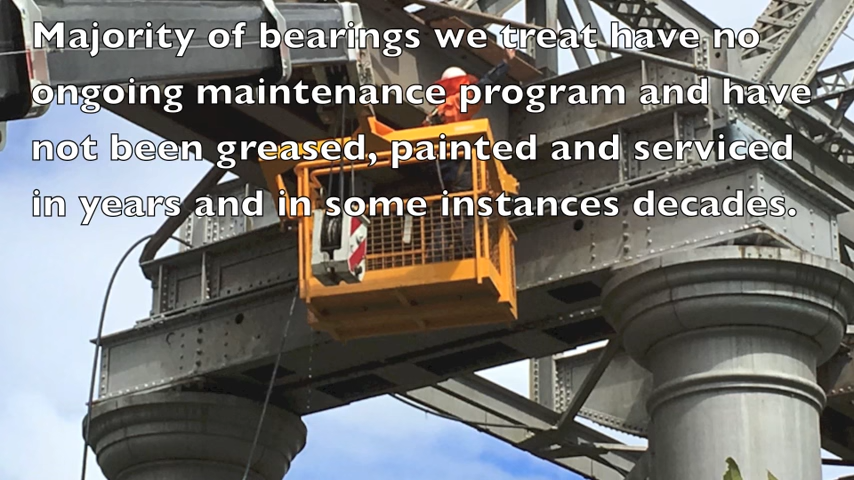 Majority of bearings we treat have no
ongoing maintenance program and have
not been greased, painted and serviced
in years and in some instances decades.